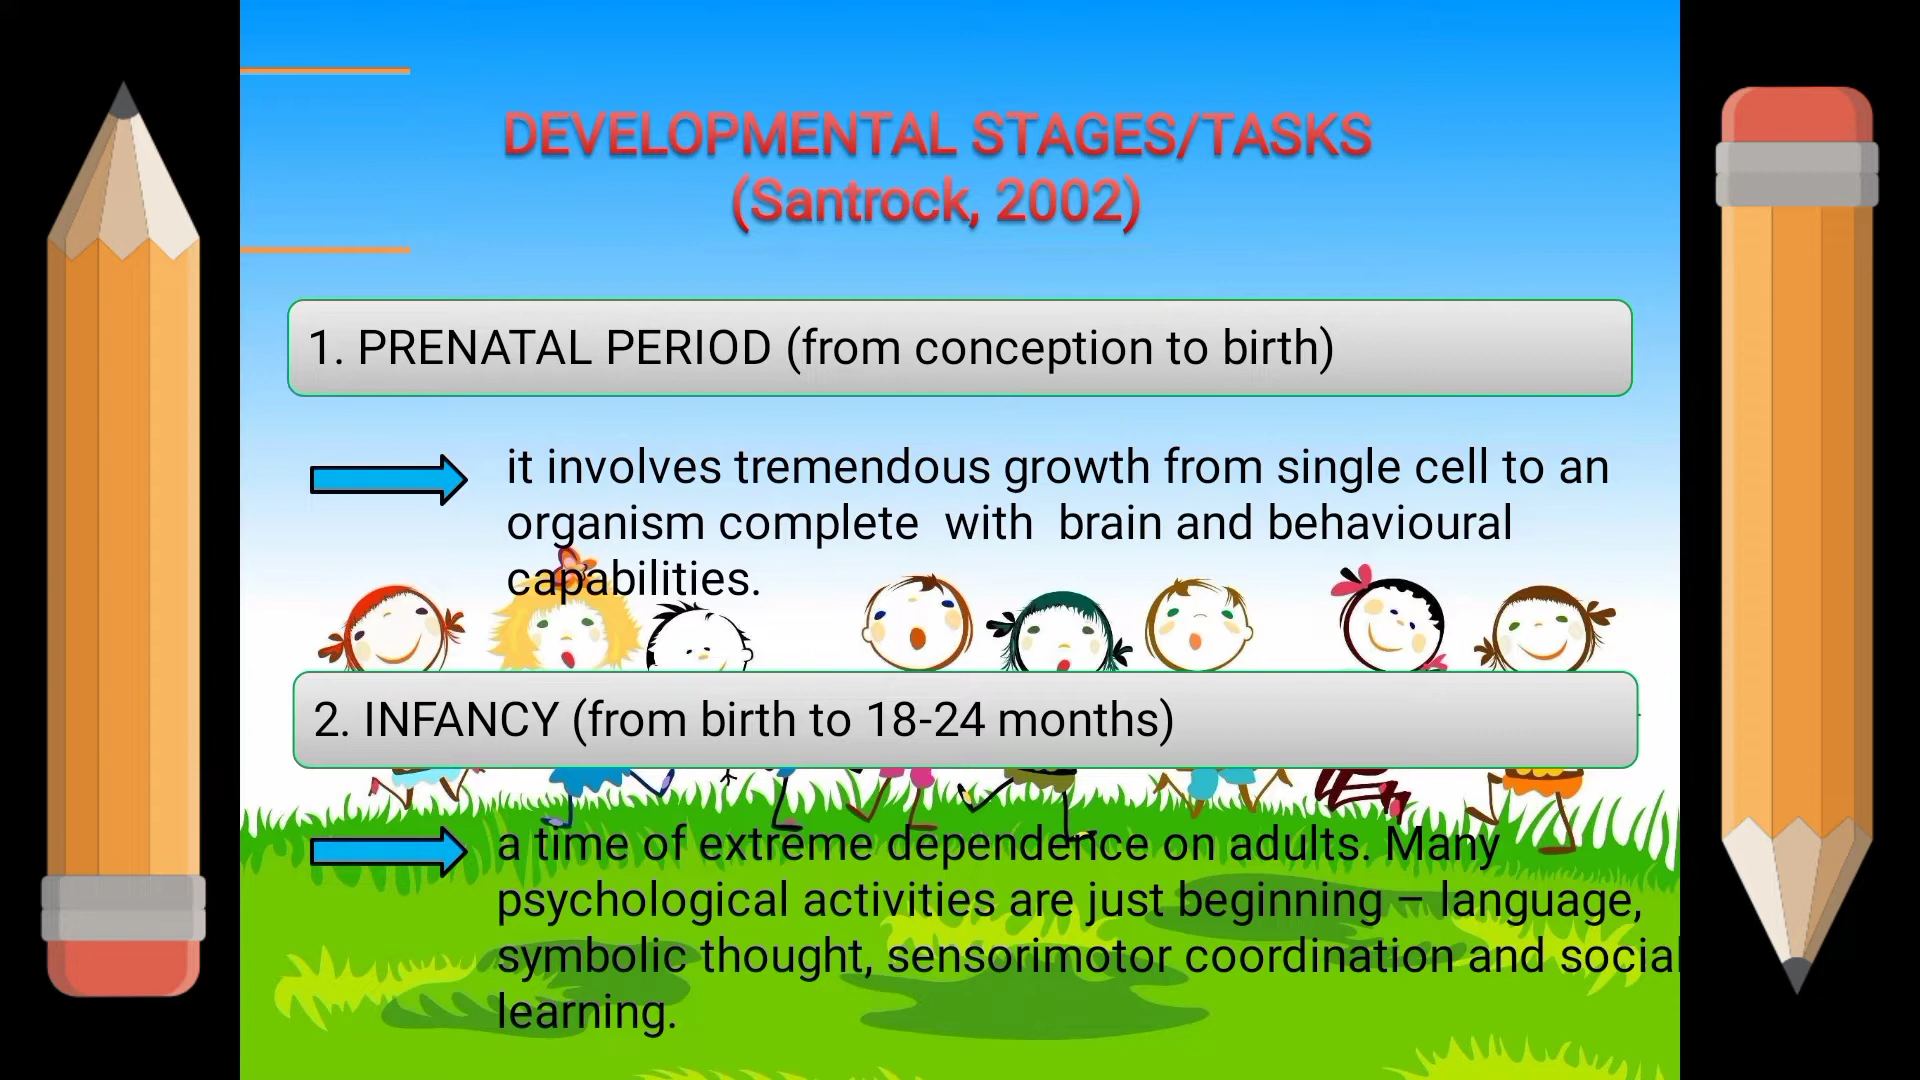 DEVELOPMENTAL STAGES/TASKS
(Santrock, 2002)
1. PRENATAL PERIOD (from conception to birth)
it involves tremendous growth from single cell to an
organism complete  with  brain and behavioural
capabilities.
2. INFANCY (from birth to 18-24 months)
a time of extreme dependence on adults. Many
psychological activities are just beginning – language,
symbolic thought, sensorimotor coordination and social
learning.